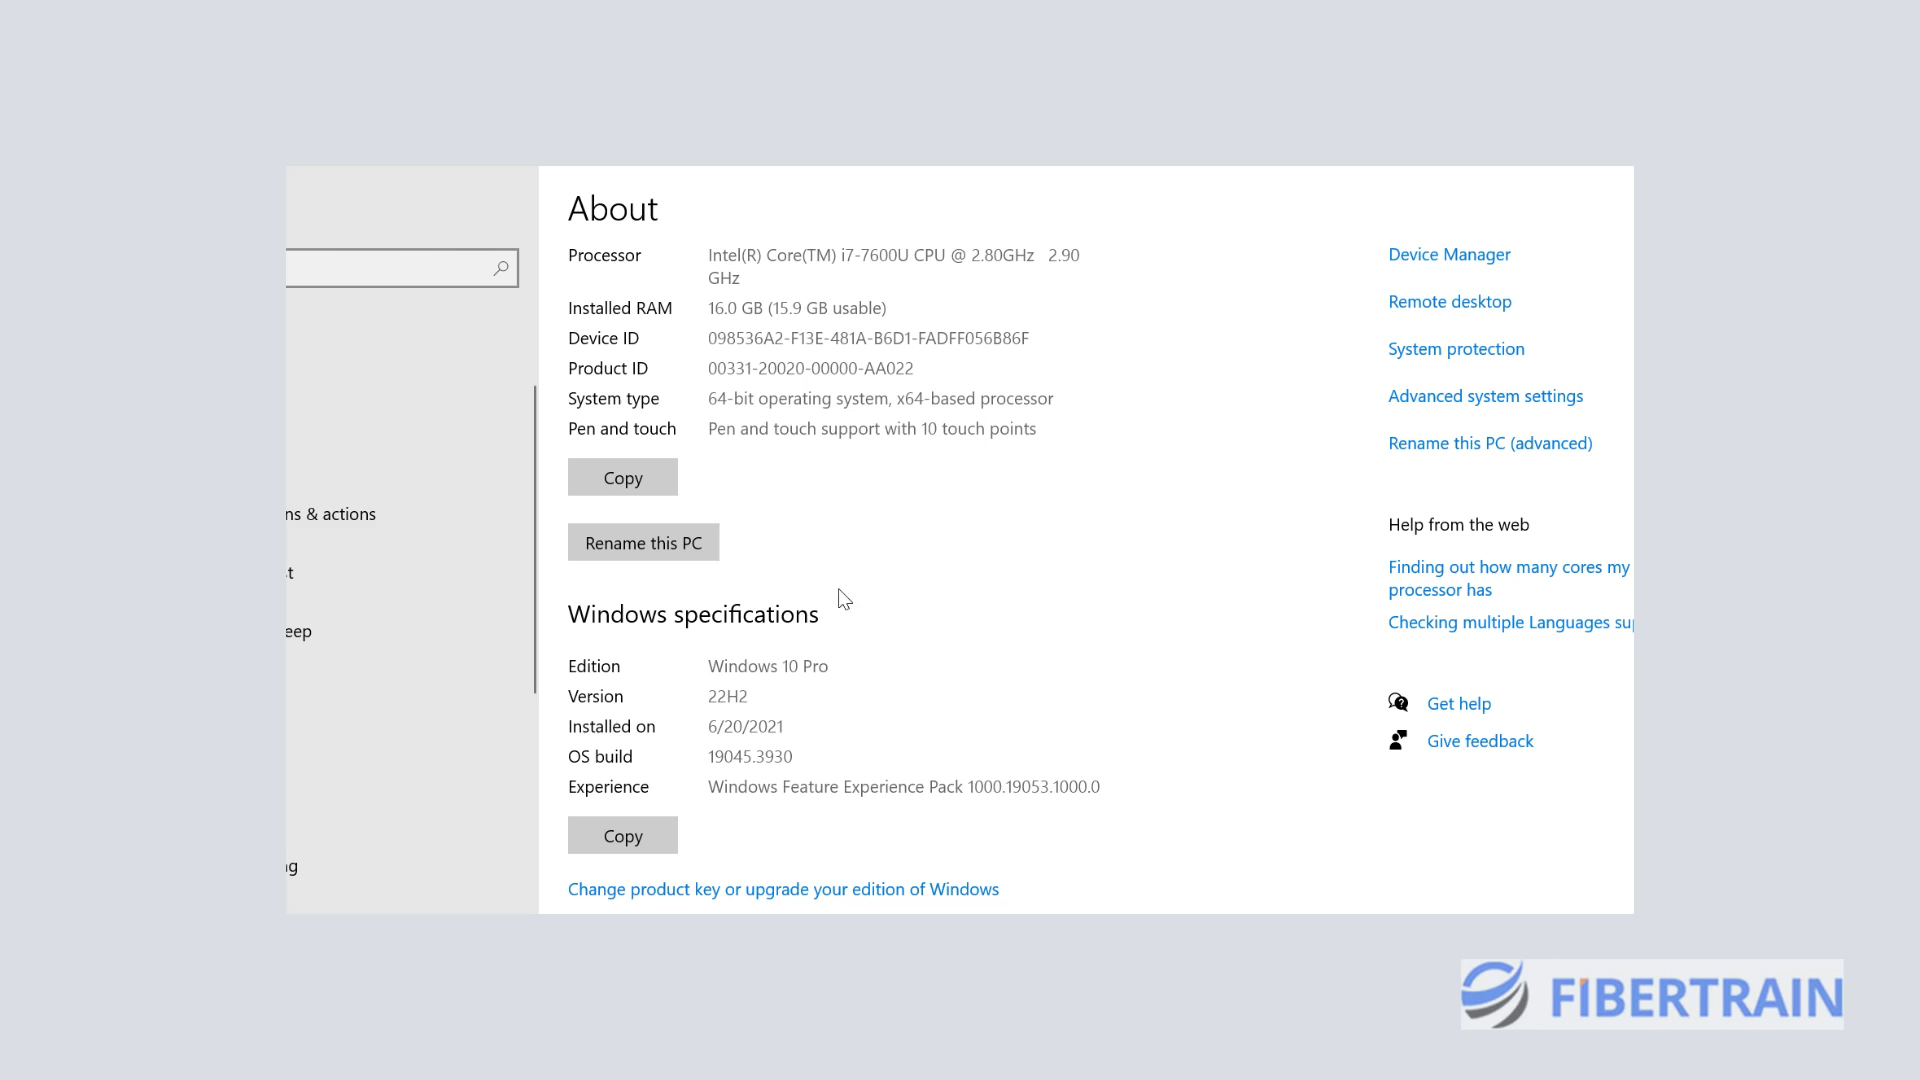 About
Processor Intel(R) Core(TM) i7-7600U CPU @ 2.80GHz 2.90
GHz
Installed RAM 16.0 GB (15.9 GB usable)
Device ID 098536A2-F13E-481A-B6D1-FADFF056B86F
Product ID 00331-20020-00000-AA022
System type 64-bit operating system, x64-based processor
Pen and touch Pen and touch support with 10 touch points
Copy
Rename this PC
Windows specifications
Edition Windows 10 Pro
Version 22H2
Installed on 6/20/2021
OS build 19045.3930
Experience Windows Feature Experience Pack 1000.19053.1000.0
Copy
Change product key or upgrade your edition of Windows
ns & actions
st
eep
ng
Device Manager
Remote desktop
System protection
Advanced system settings
Rename this PC (advanced)
Help from the web
Finding out how many cores my
processor has
Checking multiple Languages sup
Get help
Give feedback
FIBERTRAIN